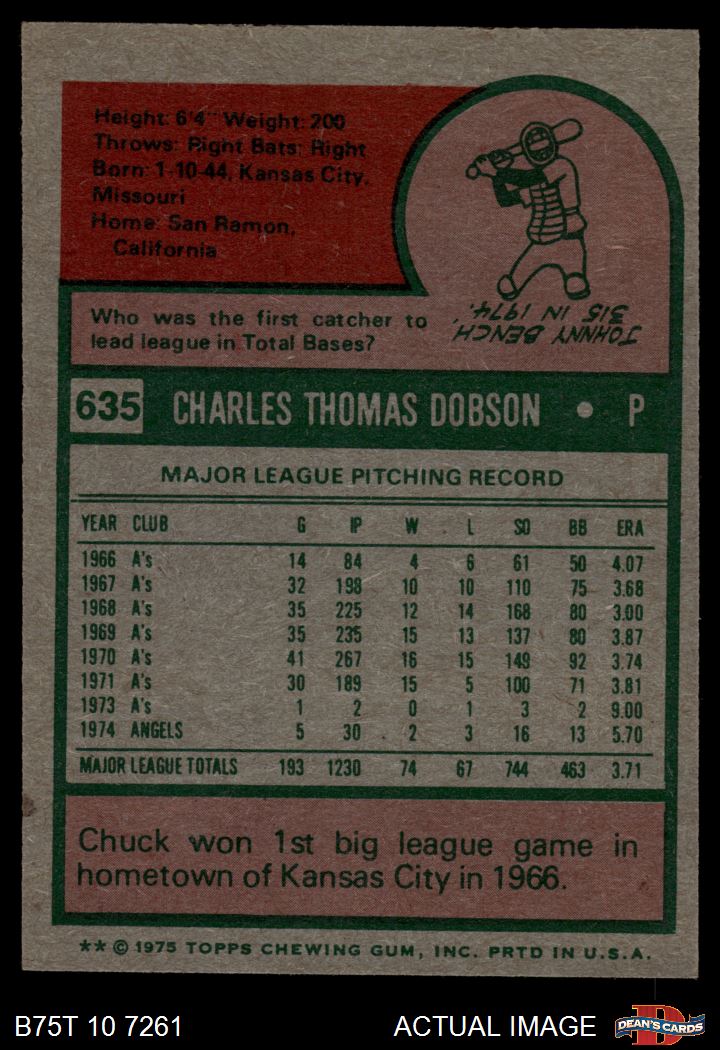 Height: 6'4" Weight: 200
Throws: Right Bats: Right
Born: 1-10-44, Kansas City,
Missouri
Home: San Ramon,
California
Who was the first catcher to
lead league in Total Bases?
JOHNNY BENCH
315 IN 1974.
635 CHARLES THOMAS DOBSON • P
MAJOR LEAGUE PITCHING RECORD
YEAR CLUB G IP W L SO BB ERA
1966 A's 14 84 4 6 61 50 4.07
1967 A's 32 198 10 10 110 75 3.68
1968 A's 35 225 12 14 168 80 3.00
1969 A's 35 235 15 13 137 80 3.87
1970 A's 41 267 16 15 149 92 3.74
1971 A's 30 189 15 5 100 71 3.81
1973 A's 1 2 0 1 3 2 9.00
1974 ANGELS 5 30 2 3 16 13 5.70
MAJOR LEAGUE TOTALS 193 1230 74 67 744 463 3.71
Chuck won 1st big league game in
hometown of Kansas City in 1966.
** © 1975 TOPPS CHEWING GUM, INC. PRTD IN U.S.A.
B75T 10 7261 ACTUAL IMAGE DEAN'S CARDS